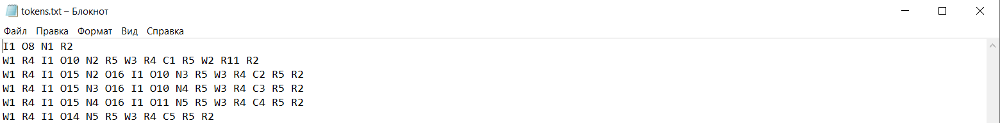 tokens.txt – Блокнот
Файл Правка Формат Вид Справка
I1 O8 N1 R2
W1 R4 I1 O10 N2 R5 W3 R4 C1 R5 W2 R11 R2
W1 R4 I1 O15 N2 O16 I1 O10 N3 R5 W3 R4 C2 R5 R2
W1 R4 I1 O15 N3 O16 I1 O10 N4 R5 W3 R4 C3 R5 R2
W1 R4 I1 O15 N4 O16 I1 O11 N5 R5 W3 R4 C4 R5 R2
W1 R4 I1 O14 N5 R5 W3 R4 C5 R5 R2